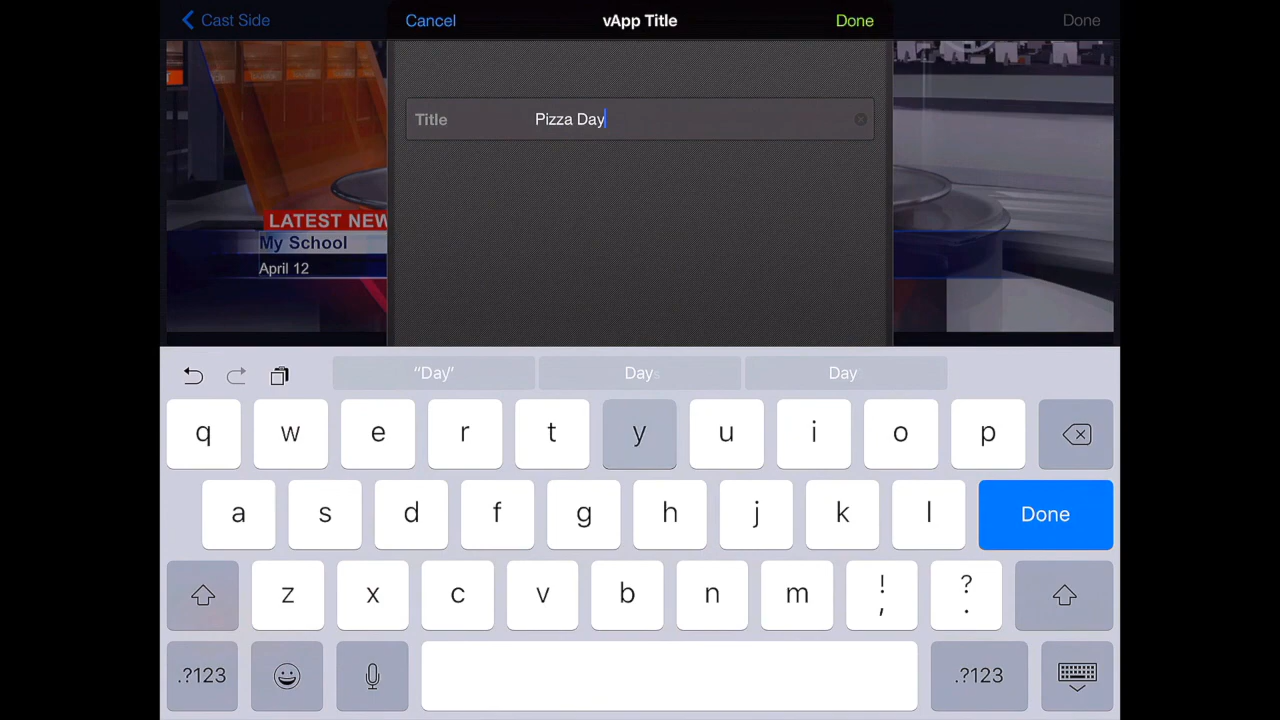 Cast Side
Cancel
vApp Title
Done
Done
Title
Pizza Day
LATEST NEW
My School
April 12
“Day”
Days
Day
q w e r t y u i o p
a s d f g h j k l Done
z x c v b n m ! , ? .
.?123
.?123